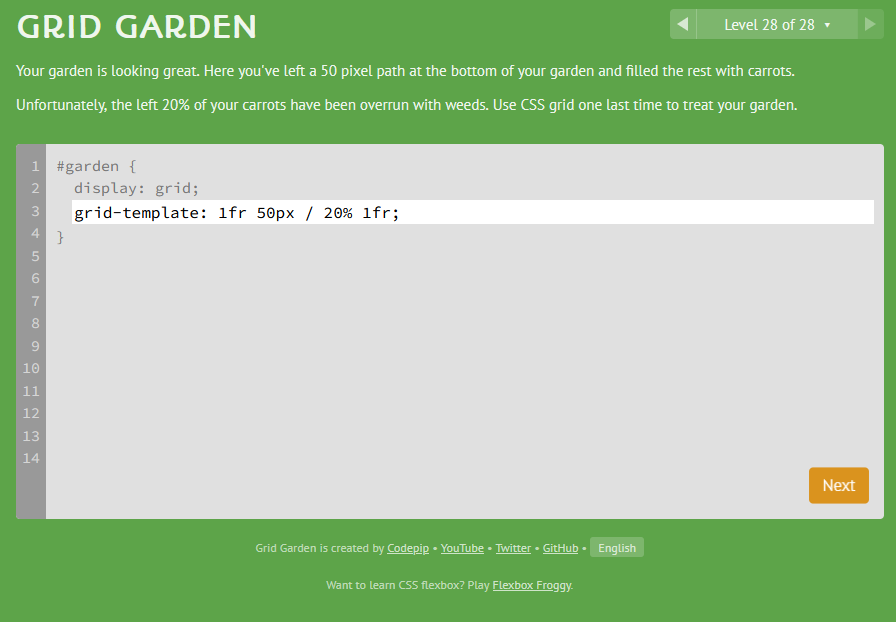 GRID GARDEN
◀ Level 28 of 28 ▾ ▶
Your garden is looking great. Here you've left a 50 pixel path at the bottom of your garden and filled the rest with carrots.
Unfortunately, the left 20% of your carrots have been overrun with weeds. Use CSS grid one last time to treat your garden.
1 #garden {
2 display: grid;
3 grid-template: 1fr 50px / 20% 1fr;
4 }
5
6
7
8
9
10
11
12
13
14
Next
Grid Garden is created by Codepip • YouTube • Twitter • GitHub • English
Want to learn CSS flexbox? Play Flexbox Froggy.